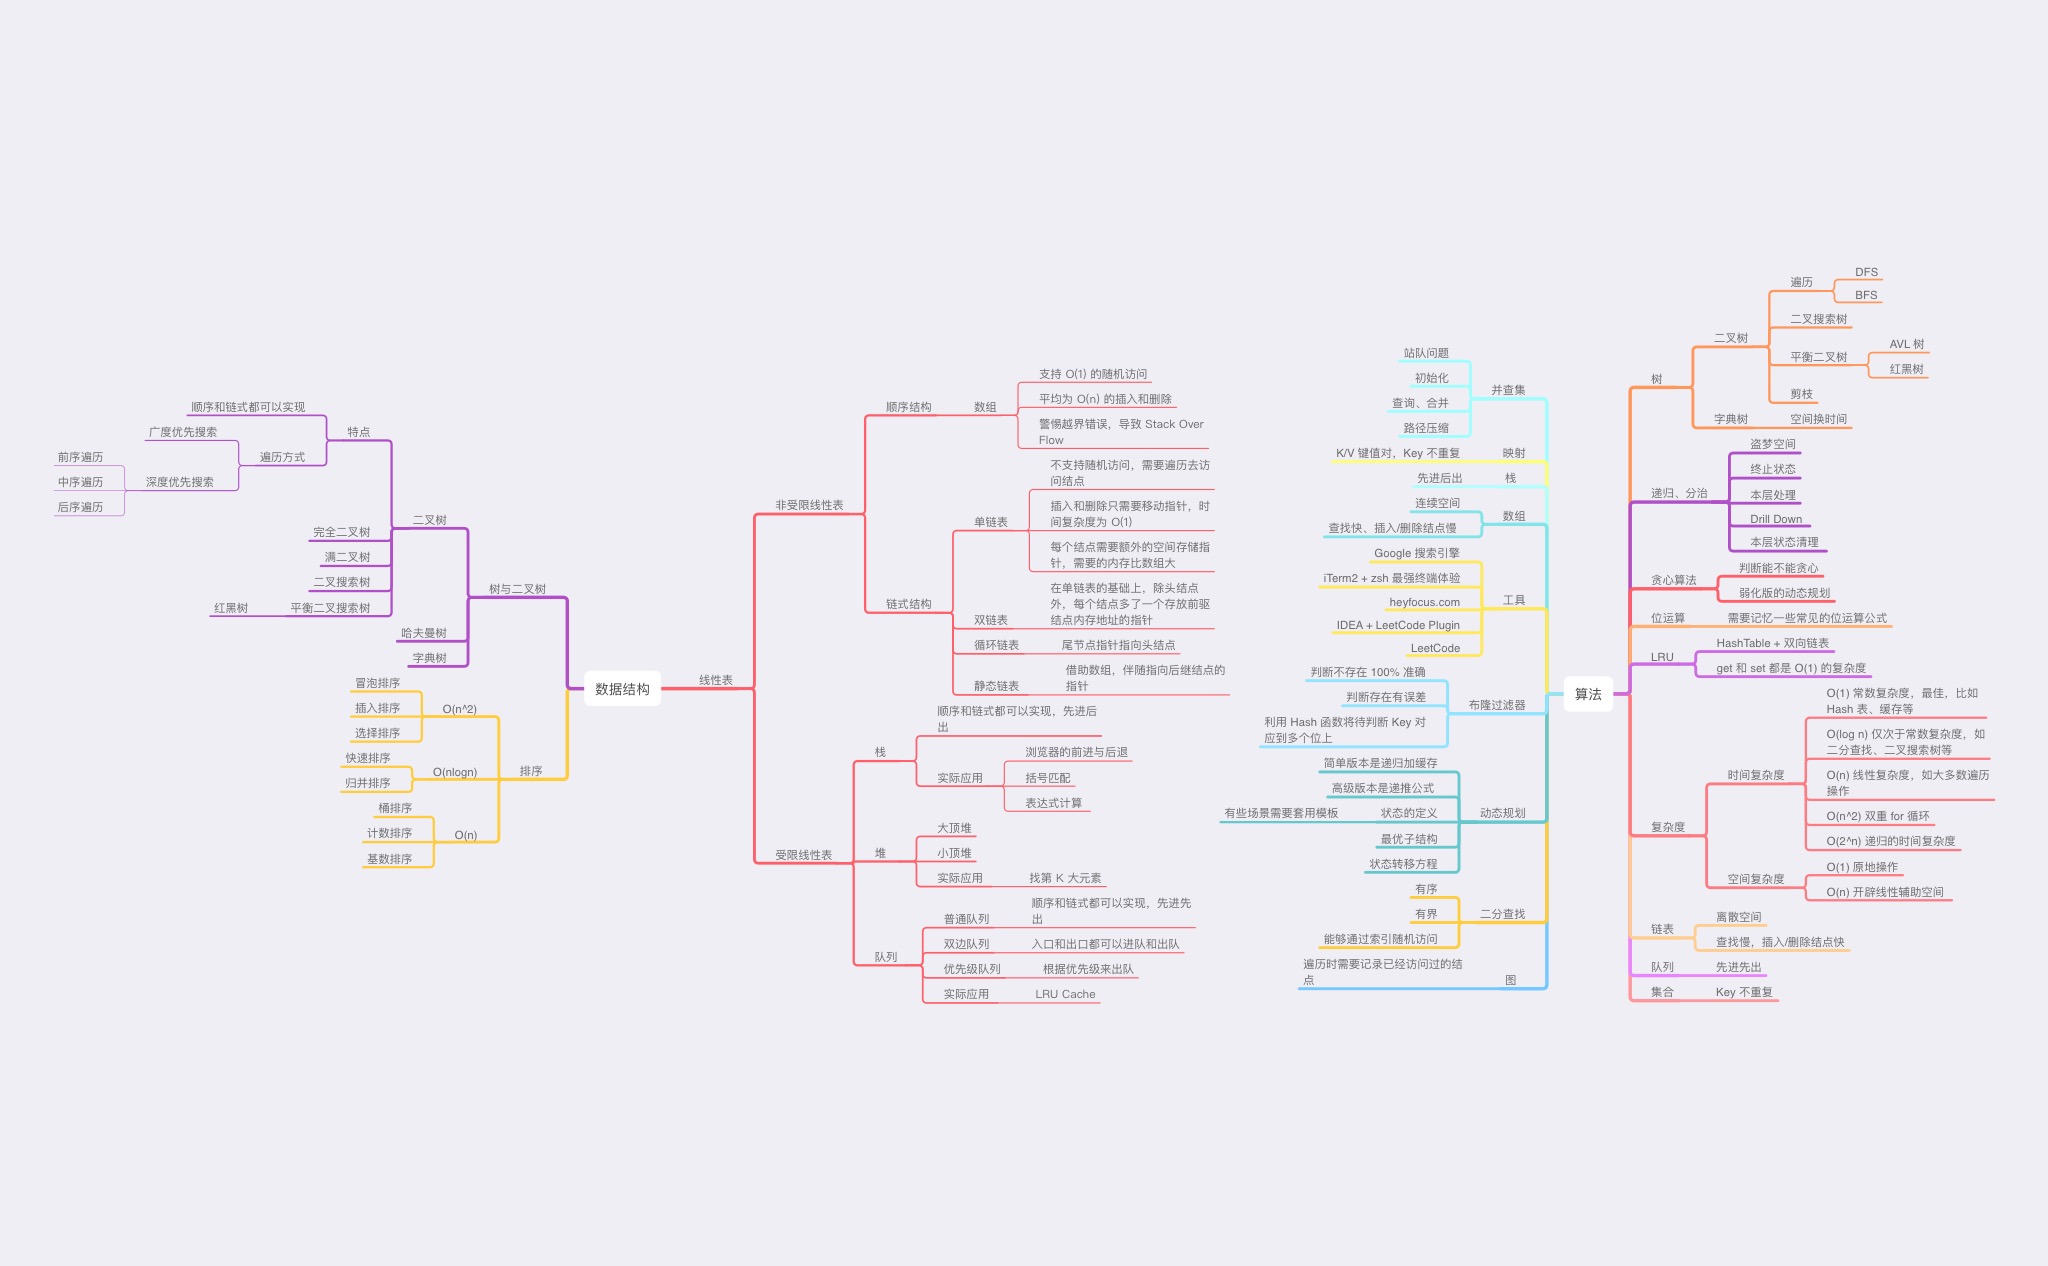 数据结构
树与二叉树
二叉树
特点
顺序和链式都可以实现
遍历方式
广度优先搜索
深度优先搜索
前序遍历
中序遍历
后序遍历
完全二叉树
满二叉树
二叉搜索树
平衡二叉搜索树
红黑树
哈夫曼树
字典树
排序
O(n^2)
冒泡排序
插入排序
选择排序
O(nlogn)
快速排序
归并排序
O(n)
桶排序
计数排序
基数排序
线性表
非受限线性表
顺序结构
数组
支持 O(1) 的随机访问
平均为 O(n) 的插入和删除
警惕越界错误，导致 Stack Over
Flow
链式结构
单链表
不支持随机访问，需要遍历去访
问结点
插入和删除只需要移动指针，时
间复杂度为 O(1)
每个结点需要额外的空间存储指
针，需要的内存比数组大
双链表
在单链表的基础上，除头结点
外，每个结点多了一个存放前驱
结点内存地址的指针
循环链表
尾节点指针指向头结点
静态链表
借助数组，伴随指向后继结点的
指针
受限线性表
栈
顺序和链式都可以实现，先进后
出
实际应用
浏览器的前进与后退
括号匹配
表达式计算
堆
大顶堆
小顶堆
实际应用
找第 K 大元素
队列
普通队列
顺序和链式都可以实现，先进先
出
双边队列
入口和出口都可以进队和出队
优先级队列
根据优先级来出队
实际应用
LRU Cache
算法
并查集
站队问题
初始化
查询、合并
路径压缩
映射
K/V 键值对，Key 不重复
栈
先进后出
数组
连续空间
查找快、插入/删除结点慢
工具
Google 搜索引擎
iTerm2 + zsh 最强终端体验
heyfocus.com
IDEA + LeetCode Plugin
LeetCode
布隆过滤器
判断不存在 100% 准确
判断存在有误差
利用 Hash 函数将待判断 Key 对
应到多个位上
动态规划
简单版本是递归加缓存
高级版本是递推公式
状态的定义
有些场景需要套用模板
最优子结构
状态转移方程
二分查找
有序
有界
能够通过索引随机访问
图
遍历时需要记录已经访问过的结
点
树
二叉树
遍历
DFS
BFS
二叉搜索树
平衡二叉树
AVL 树
红黑树
剪枝
字典树
空间换时间
递归、分治
盗梦空间
终止状态
本层处理
Drill Down
本层状态清理
贪心算法
判断能不能贪心
弱化版的动态规划
位运算
需要记忆一些常见的位运算公式
LRU
HashTable + 双向链表
get 和 set 都是 O(1) 的复杂度
复杂度
时间复杂度
O(1) 常数复杂度，最佳，比如
Hash 表、缓存等
O(log n) 仅次于常数复杂度，如
二分查找、二叉搜索树等
O(n) 线性复杂度，如大多数遍历
操作
O(n^2) 双重 for 循环
O(2^n) 递归的时间复杂度
空间复杂度
O(1) 原地操作
O(n) 开辟线性辅助空间
链表
离散空间
查找慢，插入/删除结点快
队列
先进先出
集合
Key 不重复